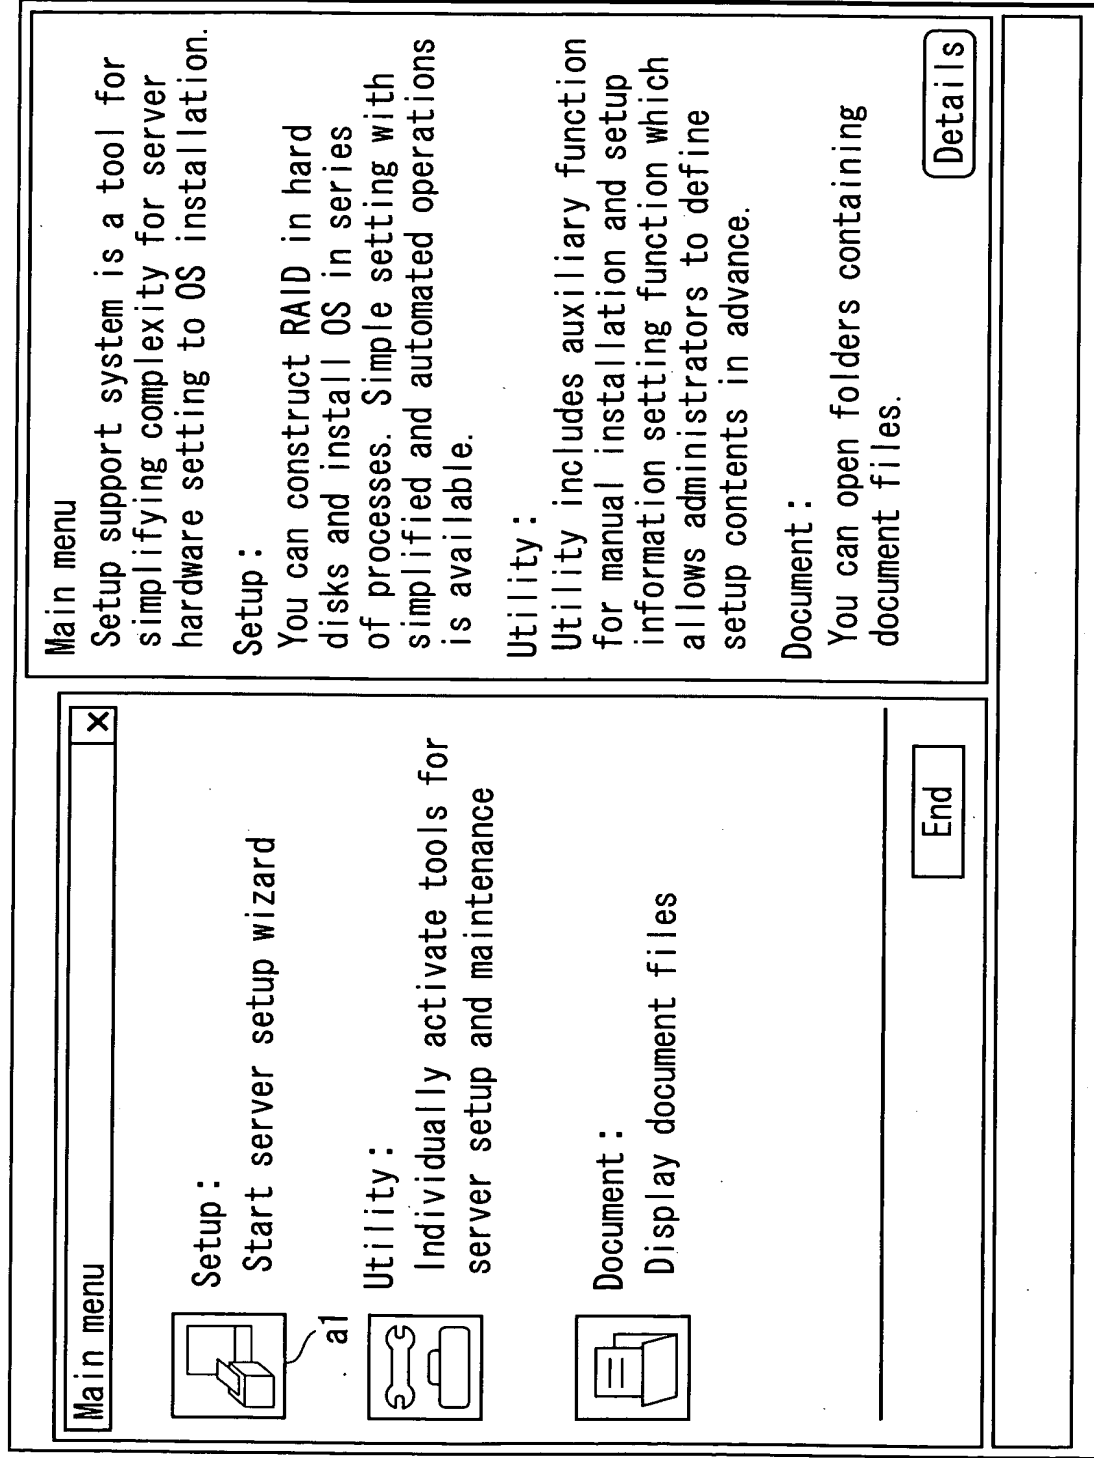 Main menu
X
Setup:
Start server setup wizard
a1
Utility:
Individually activate tools for
server setup and maintenance
Document:
Display document files
End
Main menu
Setup support system is a tool for
simplifying complexity for server
hardware setting to OS installation.
Setup:
You can construct RAID in hard
disks and install OS in series
of processes. Simple setting with
simplified and automated operations
is available.
Utility:
Utility includes auxiliary function
for manual installation and setup
information setting function which
allows administrators to define
setup contents in advance.
Document:
You can open folders containing
document files.
Details